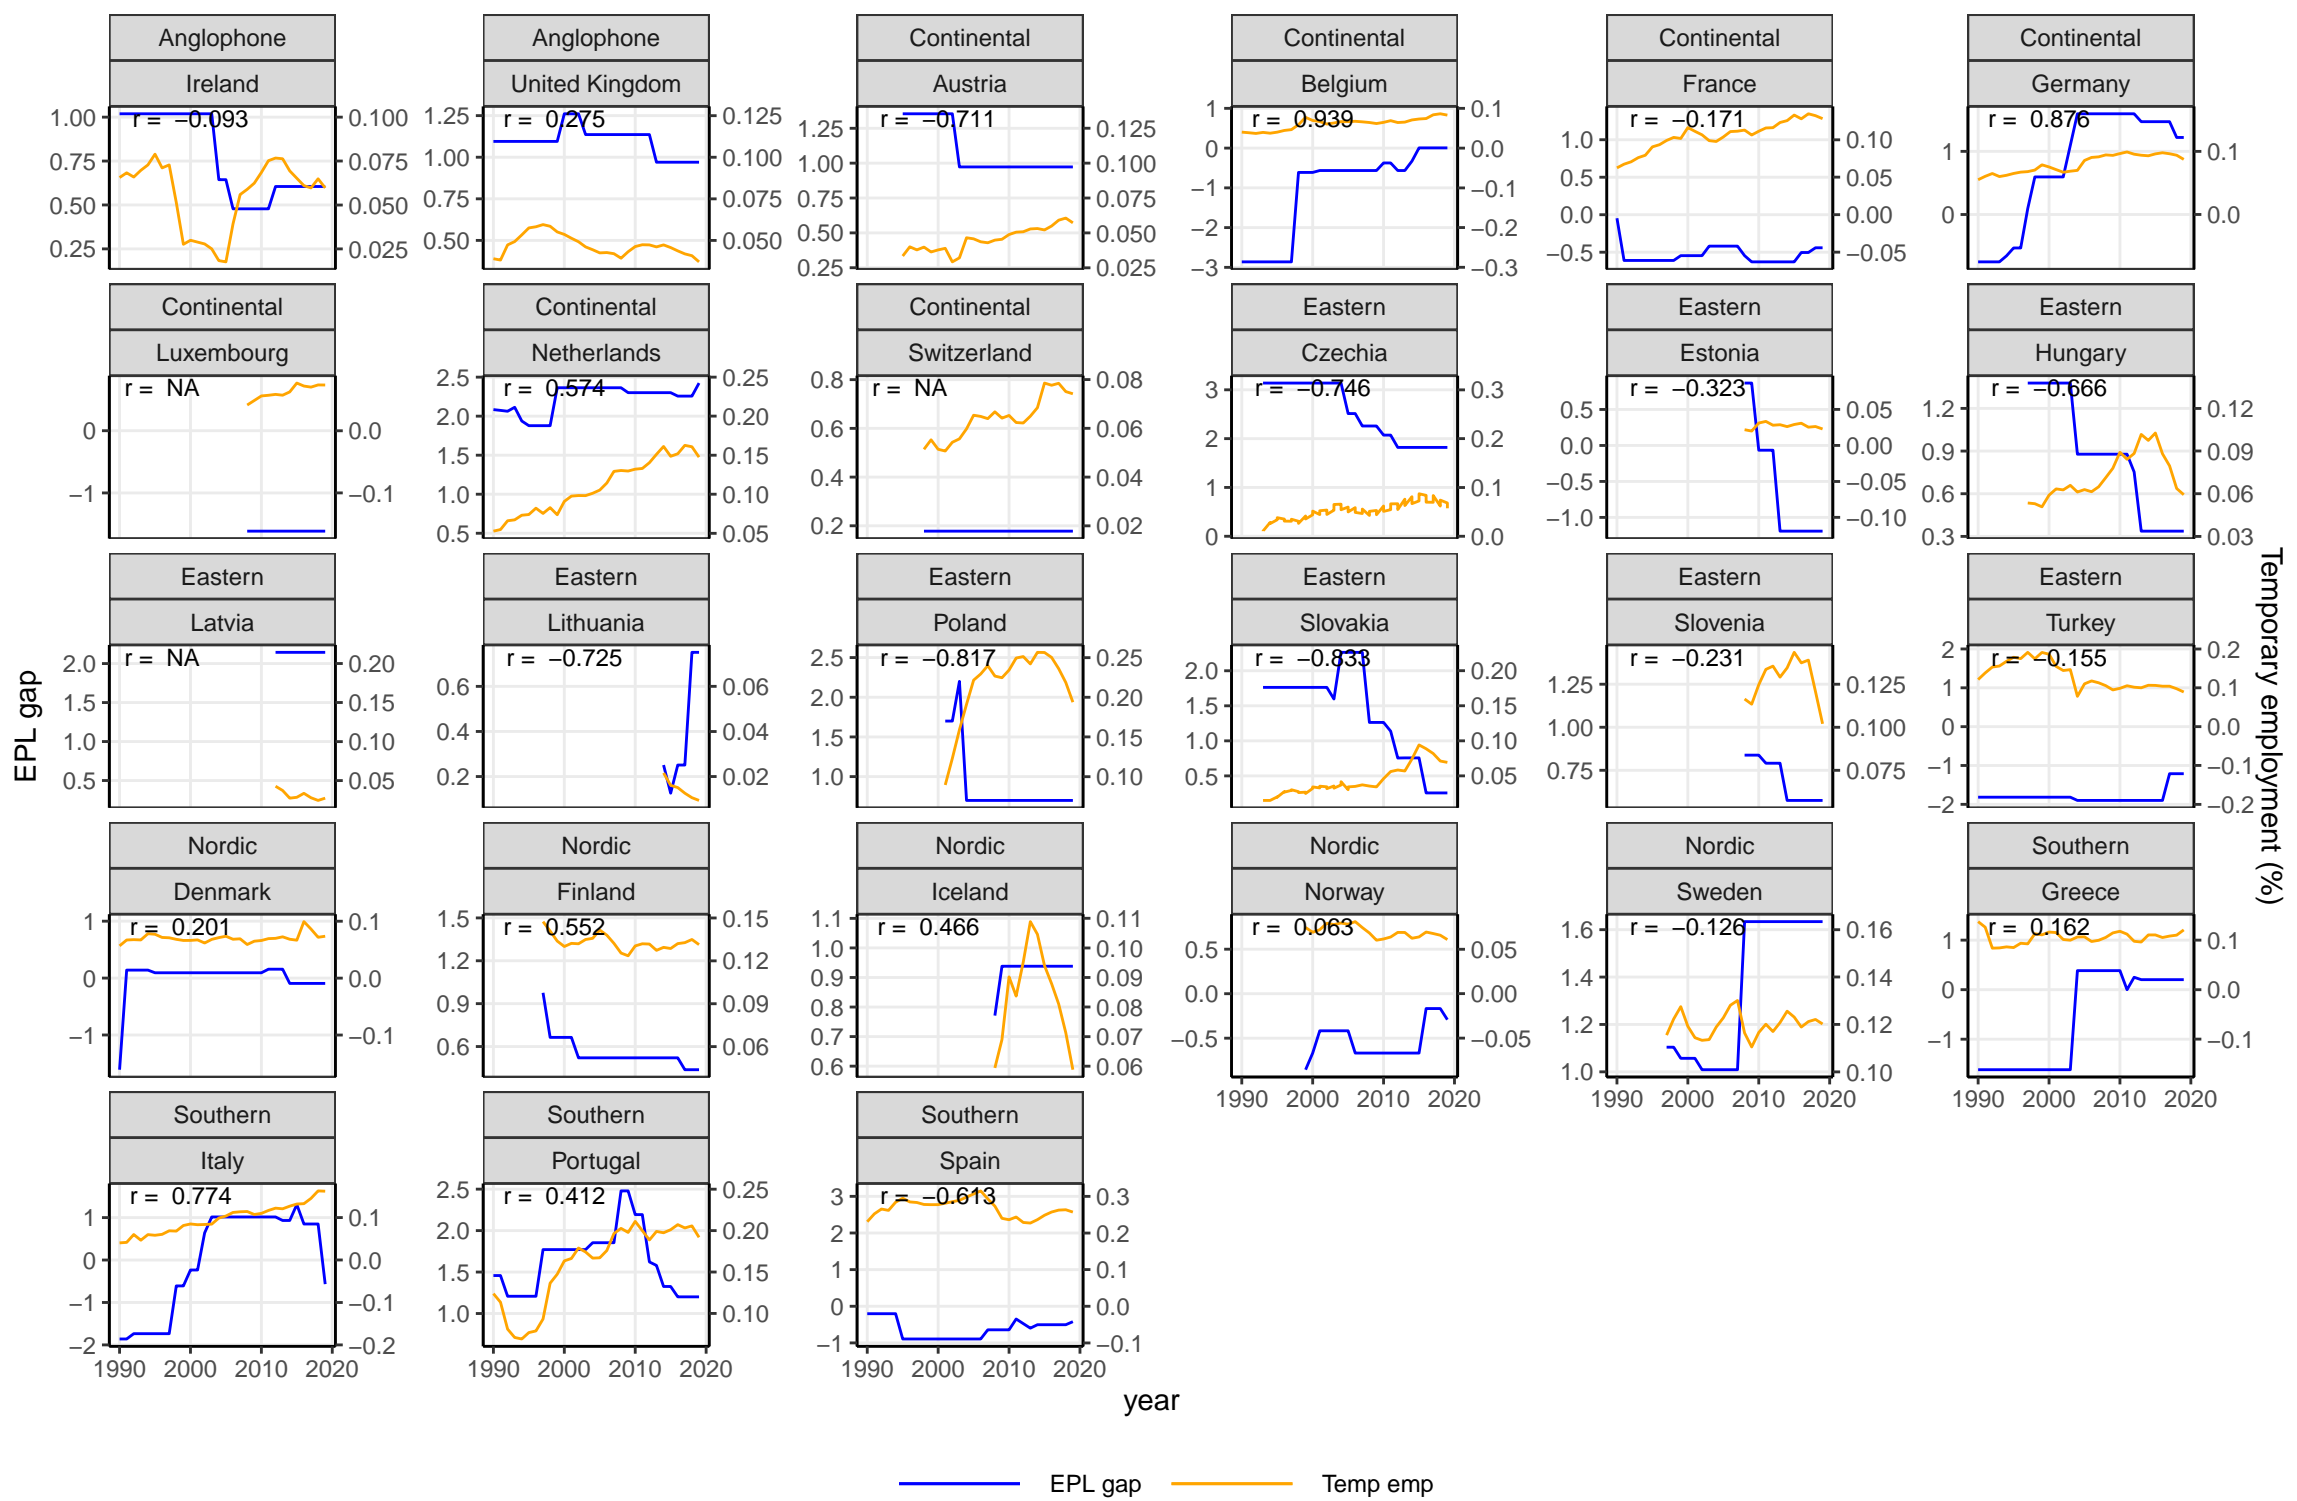 Anglophone Anglophone Continental Continental Continental Continental
Ireland United Kingdom Austria Belgium France Germany
r = −0.093 r = 0.275 r = −0.711 r = 0.939 r = −0.171 r = 0.876
1.00 0.75 0.50 0.25
0.100 0.075 0.050 0.025
1.25 1.00 0.75 0.50
0.125 0.100 0.075 0.050
1.25 1.00 0.75 0.50 0.25
0.125 0.100 0.075 0.050 0.025
1 0 −1 −2 −3
0.1 0.0 −0.1 −0.2 −0.3
1.0 0.5 0.0 −0.5
0.10 0.05 0.00 −0.05
1 0
0.1 0.0
Continental Continental Continental Eastern Eastern Eastern
Luxembourg Netherlands Switzerland Czechia Estonia Hungary
r = NA r = 0.574 r = NA r = −0.746 r = −0.323 r = −0.666
0 −1
0.0 −0.1
2.5 2.0 1.5 1.0 0.5
0.25 0.20 0.15 0.10 0.05
0.8 0.6 0.4 0.2
0.08 0.06 0.04 0.02
3 2 1 0
0.3 0.2 0.1 0.0
0.5 0.0 −0.5 −1.0
0.05 0.00 −0.05 −0.10
1.2 0.9 0.6 0.3
0.12 0.09 0.06 0.03
Eastern Eastern Eastern Eastern Eastern Eastern
Latvia Lithuania Poland Slovakia Slovenia Turkey
r = NA r = −0.725 r = −0.817 r = −0.833 r = −0.231 r = −0.155
2.0 1.5 1.0 0.5
0.20 0.15 0.10 0.05
0.6 0.4 0.2
0.06 0.04 0.02
2.5 2.0 1.5 1.0
0.25 0.20 0.15 0.10
2.0 1.5 1.0 0.5
0.20 0.15 0.10 0.05
1.25 1.00 0.75
0.125 0.100 0.075
2 1 0 −1 −2
0.2 0.1 0.0 −0.1 −0.2
Nordic Nordic Nordic Nordic Nordic Southern
Denmark Finland Iceland Norway Sweden Greece
r = 0.201 r = 0.552 r = 0.466 r = 0.063 r = −0.126 r = 0.162
1 0 −1
0.1 0.0 −0.1
1.5 1.2 0.9 0.6
0.15 0.12 0.09 0.06
1.1 1.0 0.9 0.8 0.7 0.6
0.11 0.10 0.09 0.08 0.07 0.06
0.5 0.0 −0.5
0.05 0.00 −0.05
1.6 1.4 1.2 1.0
0.16 0.14 0.12 0.10
1 0 −1
0.1 0.0 −0.1
1990 2000 2010 2020 1990 2000 2010 2020 1990 2000 2010 2020
Southern Southern Southern
Italy Portugal Spain
r = 0.774 r = 0.412 r = −0.613
1 0 −1 −2
0.1 0.0 −0.1 −0.2
2.5 2.0 1.5 1.0
0.25 0.20 0.15 0.10
3 2 1 0 −1
0.3 0.2 0.1 0.0 −0.1
1990 2000 2010 2020 1990 2000 2010 2020 1990 2000 2010 2020
EPL gap
Temporary employment (%)
year
EPL gap Temp emp